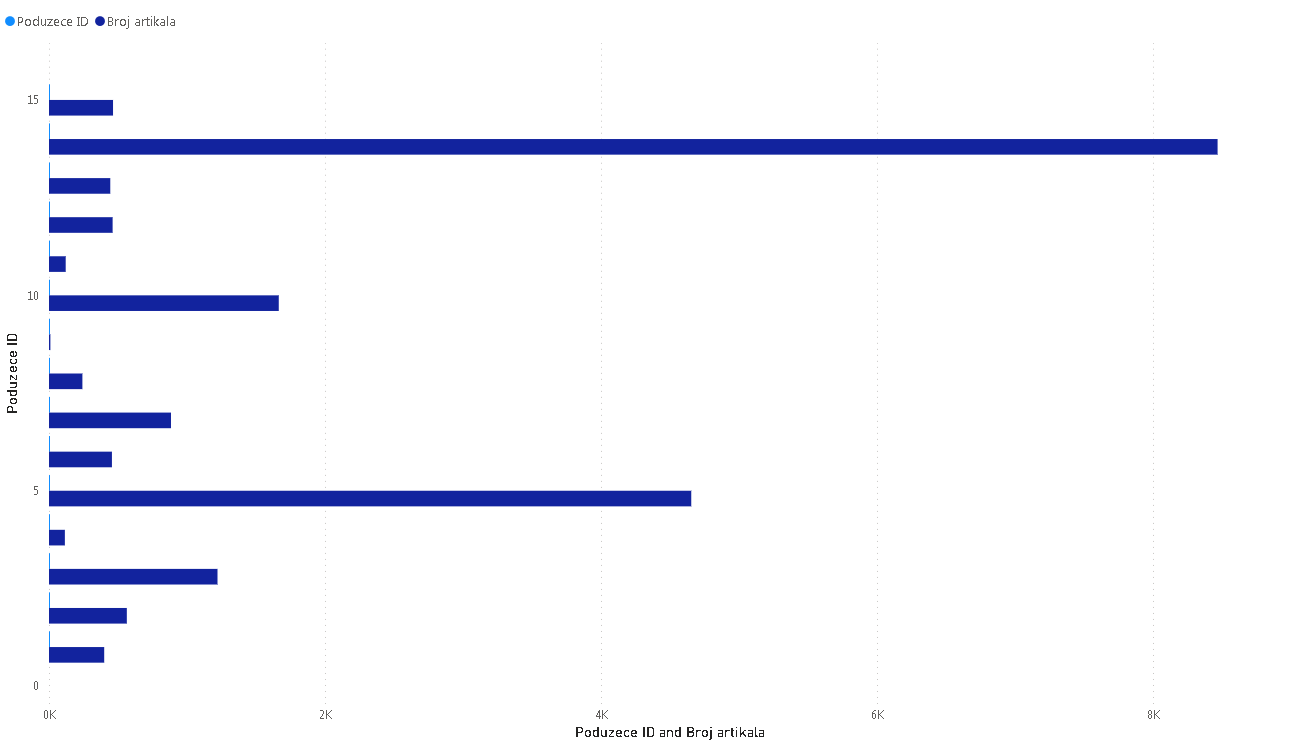 Poduzece ID Broj artikala
15
10
5
0
Poduzece ID
0K 2K 4K 6K 8K
Poduzece ID and Broj artikala